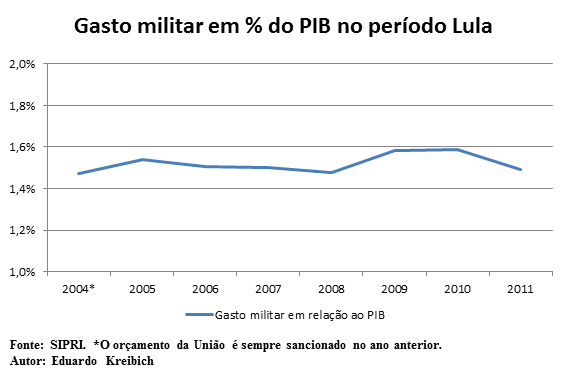 Gasto militar em % do PIB no período Lula
2,0%
1,8%
1,6%
1,4%
1,2%
1,0%
2004* 2005 2006 2007 2008 2009 2010 2011
Gasto militar em relação ao PIB
Fonte: SIPRI. *O orçamento da União é sempre sancionado no ano anterior.
Autor: Eduardo Kreibich